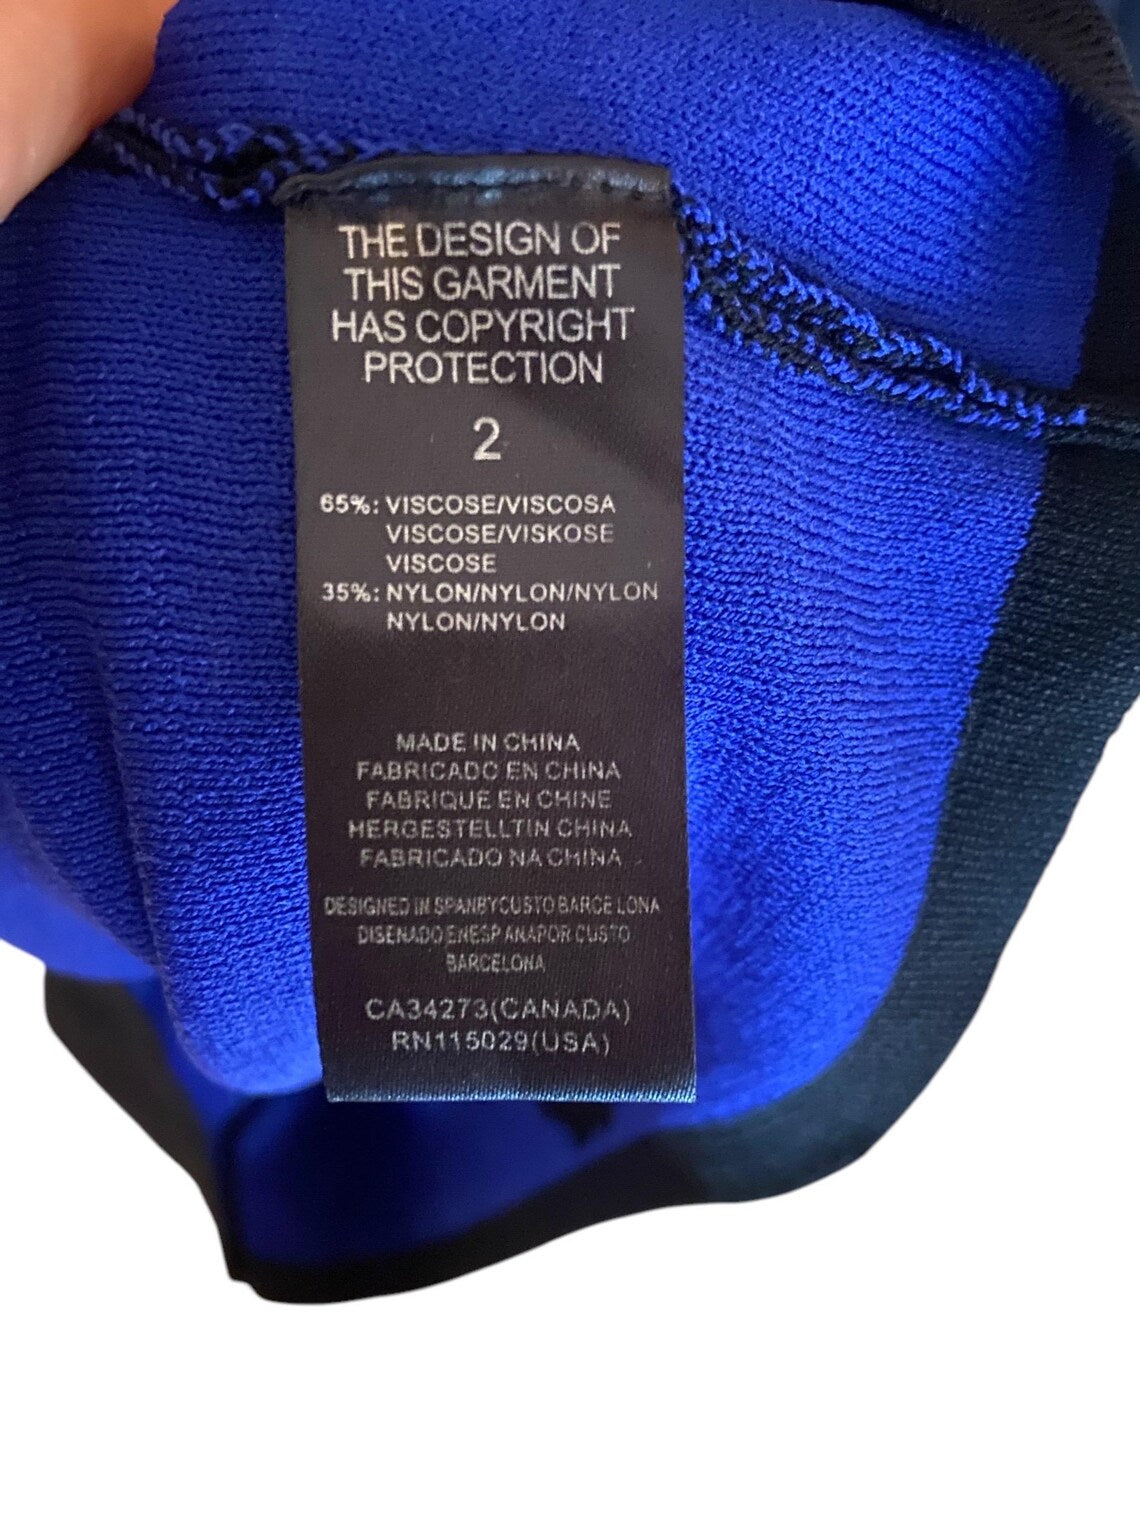 THE DESIGN OF
THIS GARMENT
HAS COPYRIGHT
PROTECTION
2
65%: VISCOSE/VISCOSA
VISCOSE/VISKOSE
VISCOSE
35%: NYLON/NYLON/NYLON
NYLON/NYLON
MADE IN CHINA
FABRICADO EN CHINA
FABRIQUE EN CHINE
HERGESTELLTIN CHINA
FABRICADO NA CHINA
DESIGNED IN SPANBYCUSTO BARCE LONA
DISENADO ENESP ANAPOR CUSTO
BARCELONA
CA34273(CANADA)
RN115029(USA)